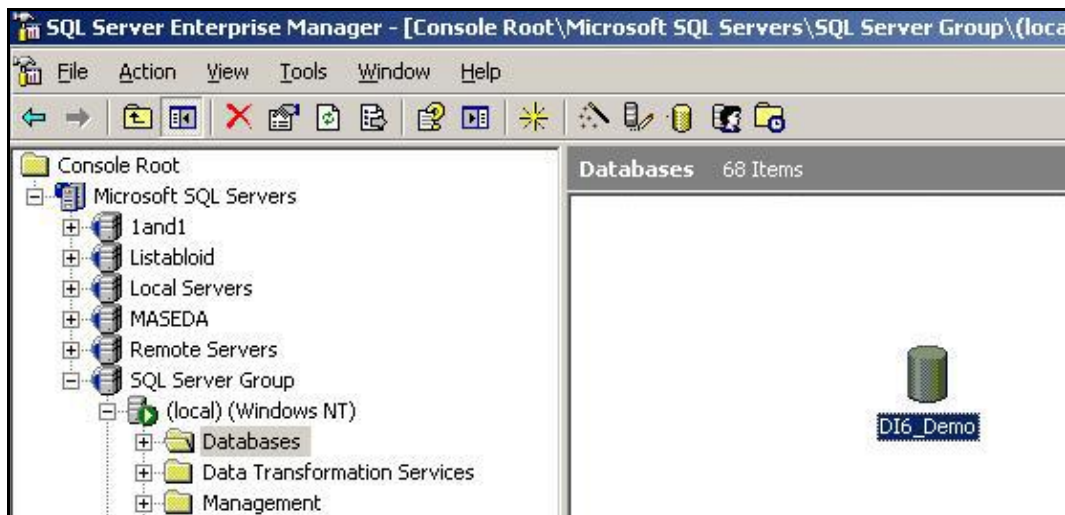 SQL Server Enterprise Manager - [Console Root\Microsoft SQL Servers\SQL Server Group\(loca
File Action View Tools Window Help
Console Root
Microsoft SQL Servers
1and1
Listabloid
Local Servers
MASEDA
Remote Servers
SQL Server Group
(local) (Windows NT)
Databases
Data Transformation Services
Management
Databases 68 Items
DI6_Demo